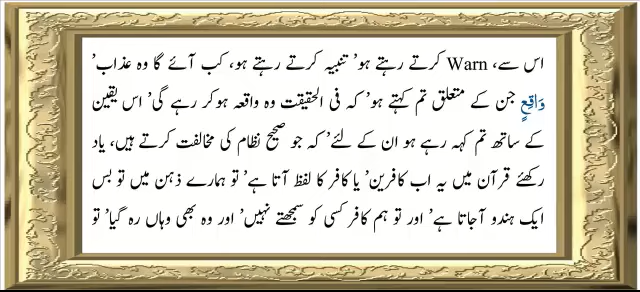 اس سے، Warn کرتے رہتے ہو’ تنبیہ کرتے رہتے ہو، کب آئے گا وہ عذاب’
وَاقِعٍ جن کے متعلق تم کہتے ہو’ کہ فی الحقیقت وہ واقعہ ہوکر رہے گی’ اس یقین
کے ساتھ تم کہہ رہے ہو ان کے لئے’ کہ جو صحیح نظام کی مخالفت کرتے ہیں، یاد
رکھئے قرآن میں یہ اب کافرین’ یا کافر کا لفظ آتا ہے’ تو ہمارے ذہن میں تو بس
ایک ہندو آجاتا ہے’ اور تو ہم کافر کسی کو سمجھتے نہیں’ اور وہ بھی وہاں رہ گیا’ تو